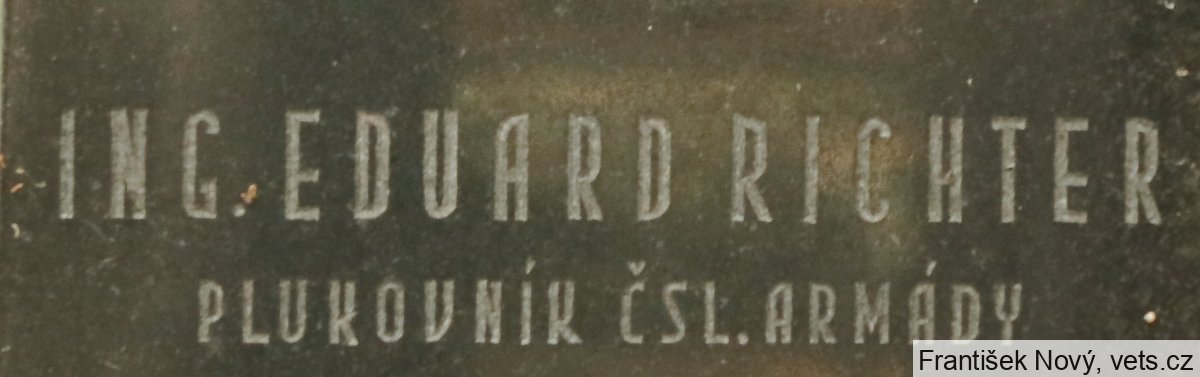 ING. EDUARD RICHTER
PLUKOVNÍK ČSL. ARMÁDY
František Nový, vets.cz